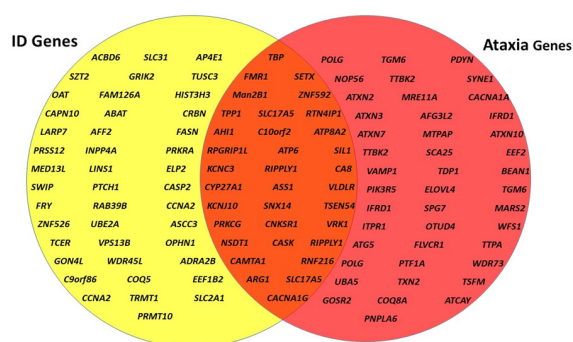 ID Genes
Ataxia Genes
ACBD6 SLC31 AP4E1
SZT2 GRIK2 TUSC3
OAT FAM126A HIST3H3
CAPN10 ABAT CRBN
LARP7 AFF2 FASN
PRSS12 INPP4A PRKRA
MED13L LINS1 ELP2
SWIP PTCH1 CASP2
FRY RAB39B CCNA2
ZNF526 UBE2A ASCC3
TCER VPS13B OPHN1
GON4L WDR45L ADRA2B
C9orf86 COQ5 EEF1B2
CCNA2 TRMT1 SLC2A1
PRMT10
TBP
FMR1 SETX
Man2B1 ZNF592
TPP1 SLC17A5 RTN4IP1
AHI1 C10orf2 ATP8A2
RPGRIP1L ATP6 SIL1
KCNC3 RIPPLY1 CA8
CYP27A1 ASS1 VLDLR
KCNJ10 SNX14 TSEN54
PRKCG CNKSR1 VRK1
NSDT1 CASK RIPPLY1
CAMTA1 RNF216
ARG1 SLC17A5
CACNA1G
POLG TGM6 PDYN
NOP56 TTBK2 SYNE1
ATXN2 MRE11A CACNA1A
ATXN3 AFG3L2 IFRD1
ATXN7 MTPAP ATXN10
TTBK2 SCA25 EEF2
VAMP1 TDP1 BEAN1
PIK3R5 ELOVL4 TGM6
IFRD1 SPG7 MARS2
ITPR1 OTUD4 WFS1
ATG5 FLVCR1 TTPA
POLG PTF1A WDR73
UBA5 TXN2 TSFM
GOSR2 COQ8A ATCAY
PNPLA6